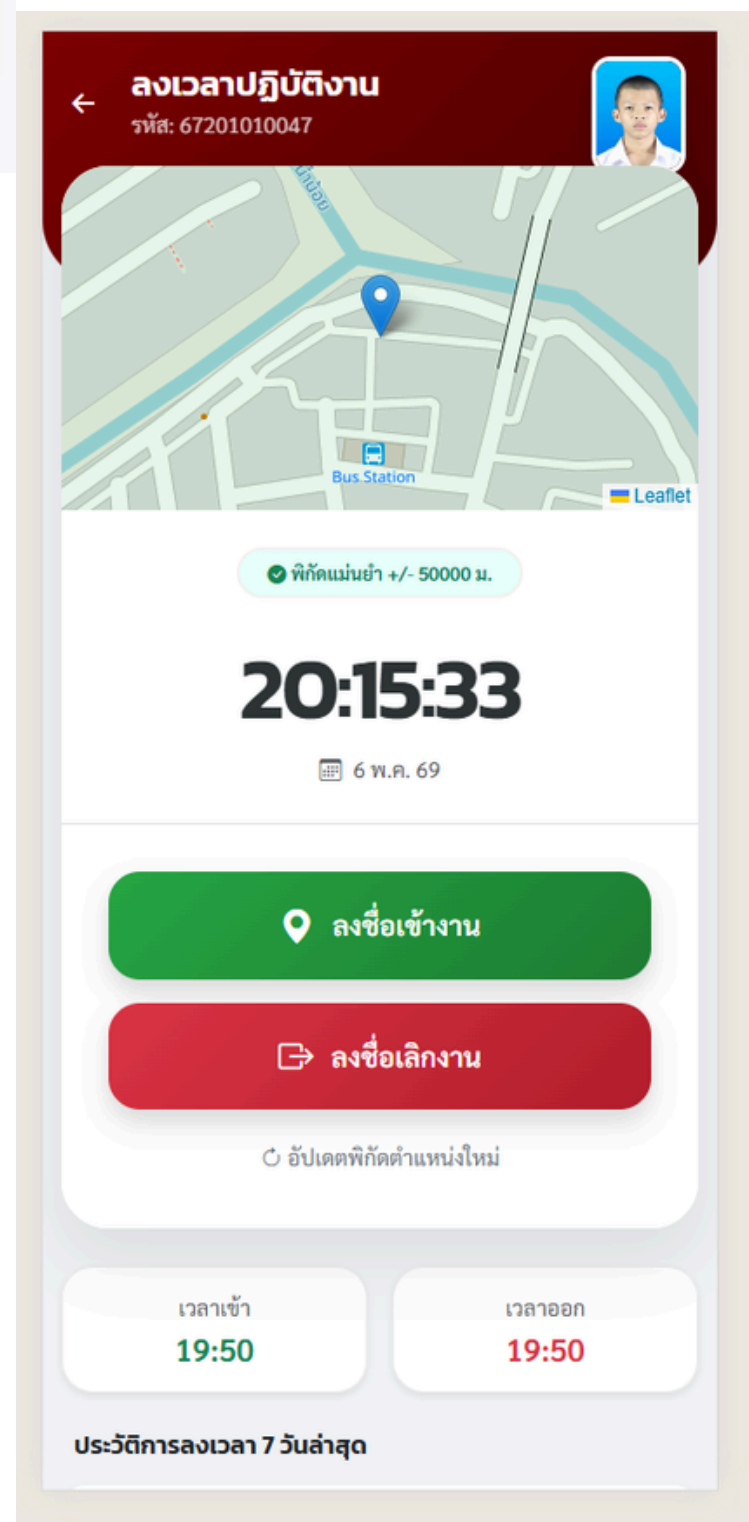 ลงเวลาปฏิบัติงาน
รหัส: 67201010047
Bus Station
Leaflet
พิกัดแม่นยำ +/- 50000 ม.
20:15:33
6 พ.ค. 69
ลงชื่อเข้างาน
ลงชื่อเลิกงาน
อัปเดตพิกัดตำแหน่งใหม่
เวลาเข้า
19:50
เวลาออก
19:50
ประวัติการลงเวลา 7 วันล่าสุด